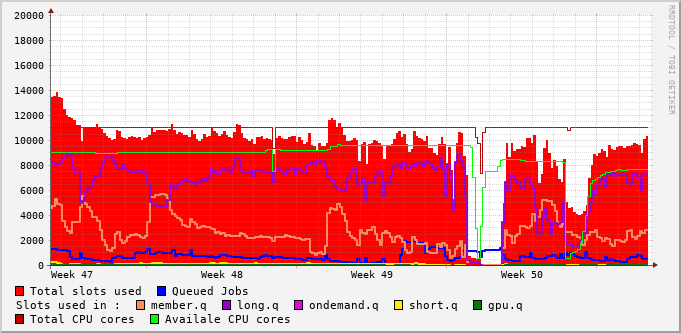 RRDTOOL / TOBI OETIKER
20000
18000
16000
14000
12000
10000
8000
6000
4000
2000
0
Week 47 Week 48 Week 49 Week 50
Total slots used Queued Jobs
Slots used in : member.q long.q ondemand.q short.q gpu.q
Total CPU cores Availale CPU cores